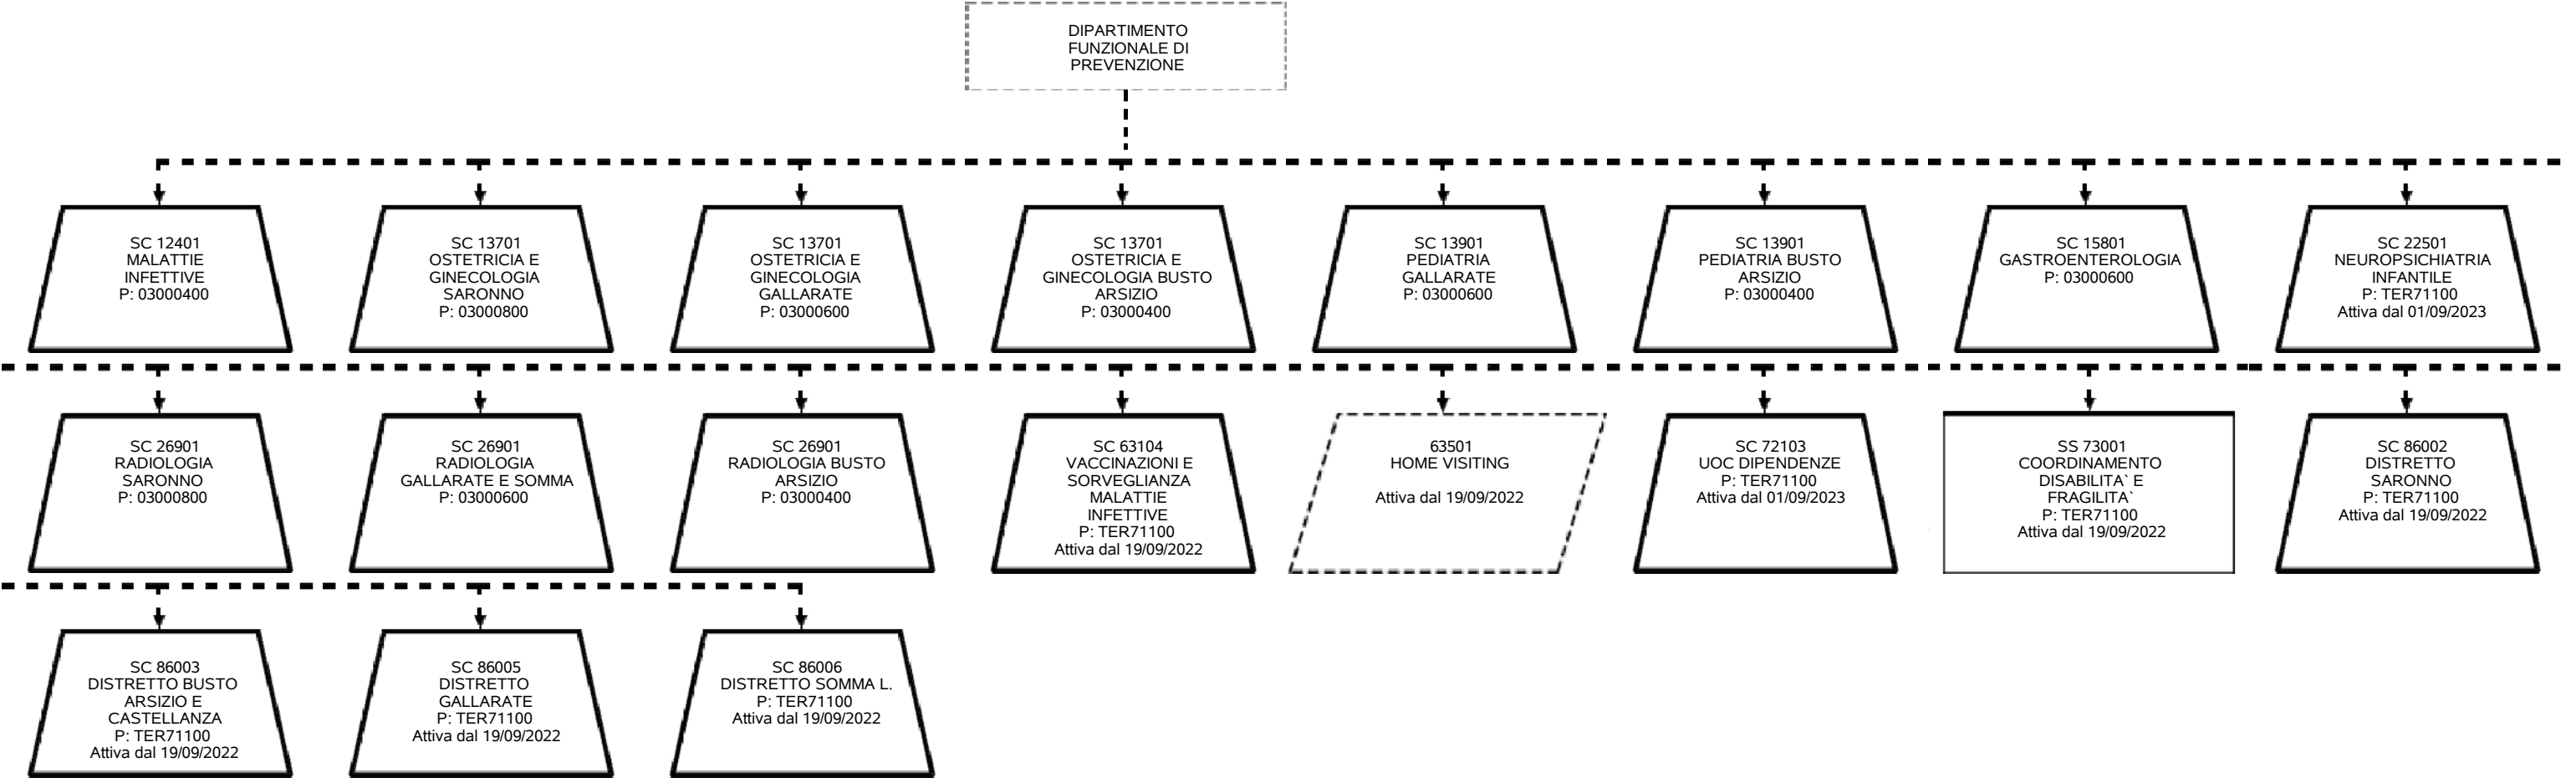 DIPARTIMENTO
FUNZIONALE DI
PREVENZIONE
SC 12401
MALATTIE
INFETTIVE
P: 03000400
SC 13701
OSTETRICIA E
GINECOLOGIA
SARONNO
P: 03000800
SC 13701
OSTETRICIA E
GINECOLOGIA
GALLARATE
P: 03000600
SC 13701
OSTETRICIA E
GINECOLOGIA BUSTO
ARSIZIO
P: 03000400
SC 13901
PEDIATRIA
GALLARATE
P: 03000600
SC 13901
PEDIATRIA BUSTO
ARSIZIO
P: 03000400
SC 15801
GASTROENTEROLOGIA
P: 03000600
SC 22501
NEUROPSICHIATRIA
INFANTILE
P: TER71100
Attiva dal 01/09/2023
SC 26901
RADIOLOGIA
SARONNO
P: 03000800
SC 26901
RADIOLOGIA
GALLARATE E SOMMA
P: 03000600
SC 26901
RADIOLOGIA BUSTO
ARSIZIO
P: 03000400
SC 63104
VACCINAZIONI E
SORVEGLIANZA
MALATTIE
INFETTIVE
P: TER71100
Attiva dal 19/09/2022
63501
HOME VISITING
Attiva dal 19/09/2022
SC 72103
UOC DIPENDENZE
P: TER71100
Attiva dal 01/09/2023
SS 73001
COORDINAMENTO
DISABILITA` E
FRAGILITA`
P: TER71100
Attiva dal 19/09/2022
SC 86002
DISTRETTO
SARONNO
P: TER71100
Attiva dal 19/09/2022
SC 86003
DISTRETTO BUSTO
ARSIZIO E
CASTELLANZA
P: TER71100
Attiva dal 19/09/2022
SC 86005
DISTRETTO
GALLARATE
P: TER71100
Attiva dal 19/09/2022
SC 86006
DISTRETTO SOMMA L.
P: TER71100
Attiva dal 19/09/2022